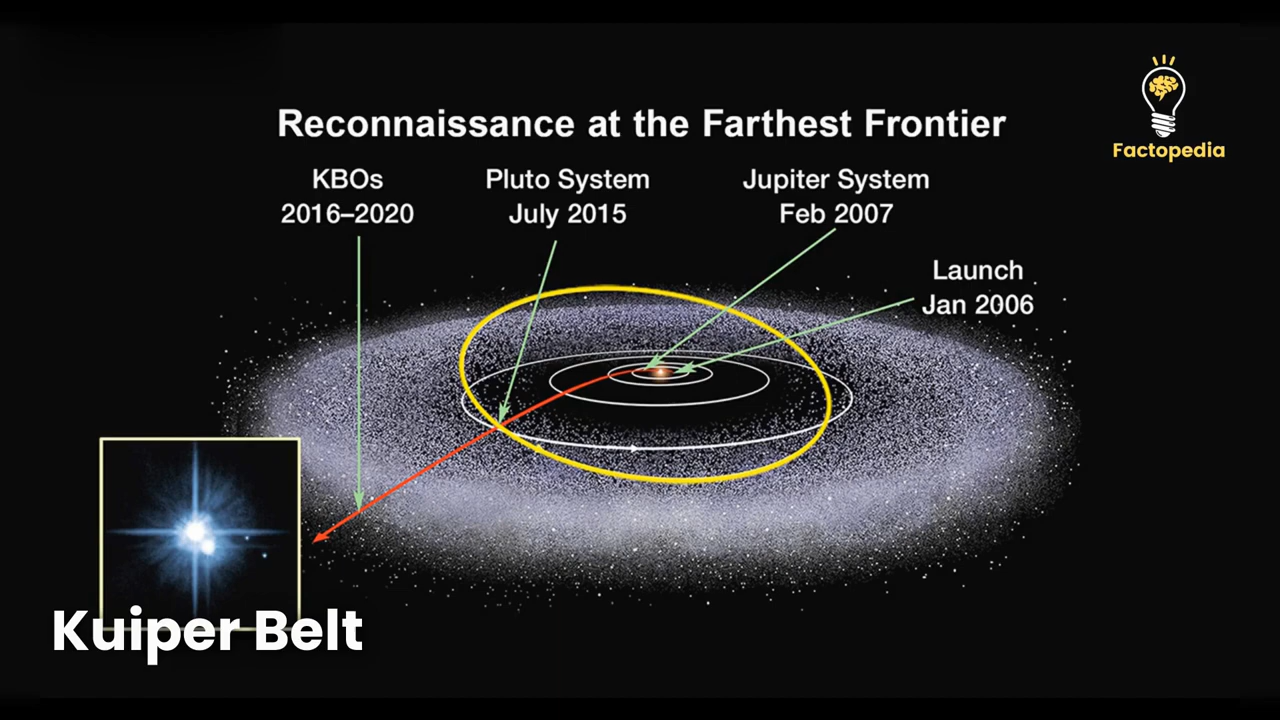 Reconnaissance at the Farthest Frontier
Factopedia
KBOs
2016–2020
Pluto System
July 2015
Jupiter System
Feb 2007
Launch
Jan 2006
Kuiper Belt